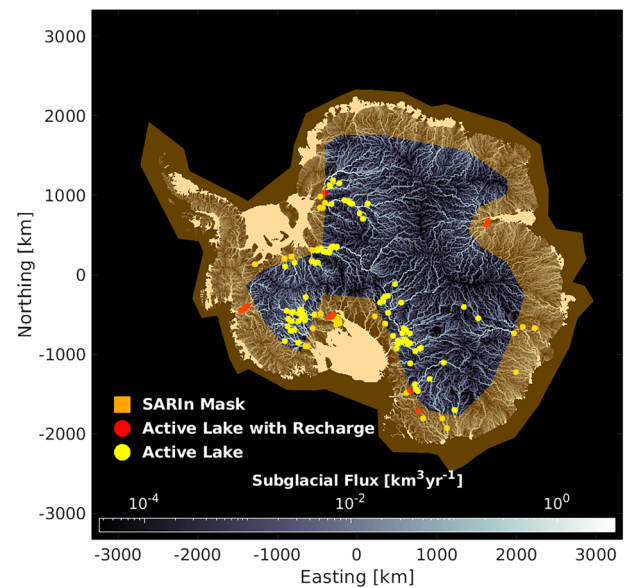 3000
2000
1000
0
-1000
-2000
-3000
Northing [km]
SARIn Mask
Active Lake with Recharge
Active Lake
Subglacial Flux [km³yr⁻¹]
10⁻⁴ 10⁻² 10⁰
-3000 -2000 -1000 0 1000 2000 3000
Easting [km]